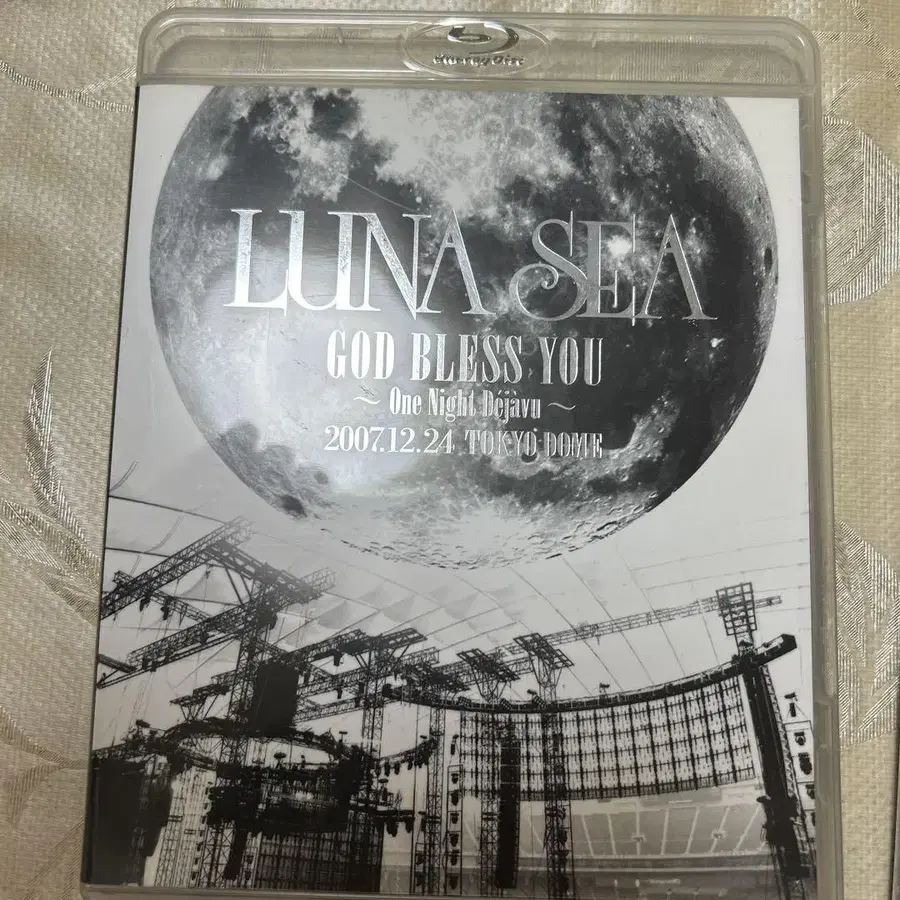 Blu-ray Disc
LUNA SEA
GOD BLESS YOU
～ One Night Déjàvu ～
2007.12.24 TOKYO DOME